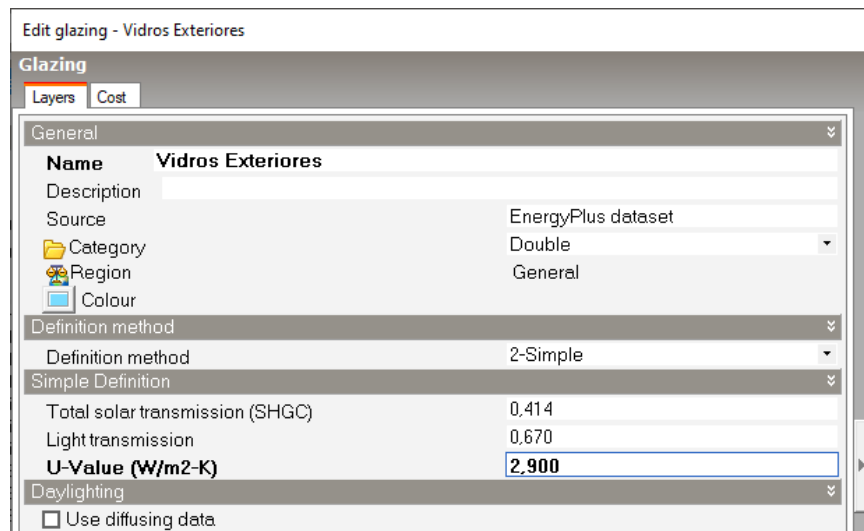 Edit glazing - Vidros Exteriores
Glazing
Layers Cost
General
Name Vidros Exteriores
Description
Source EnergyPlus dataset
Category Double
Region General
Colour
Definition method
Definition method 2-Simple
Simple Definition
Total solar transmission (SHGC) 0,414
Light transmission 0,670
U-Value (W/m2-K) 2,900
Daylighting
Use diffusing data